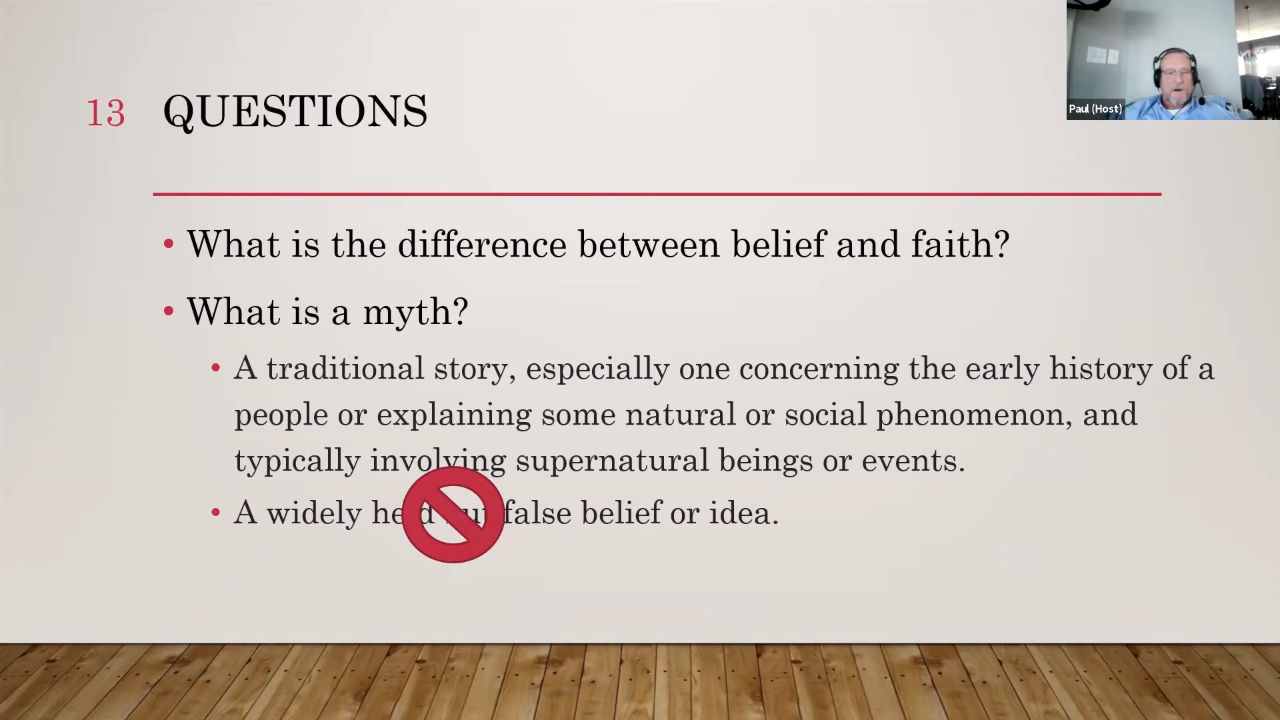 13 QUESTIONS
• What is the difference between belief and faith?
• What is a myth?
• A traditional story, especially one concerning the early history of a
people or explaining some natural or social phenomenon, and
typically involving supernatural beings or events.
• A widely held but false belief or idea.
Paul (Host)